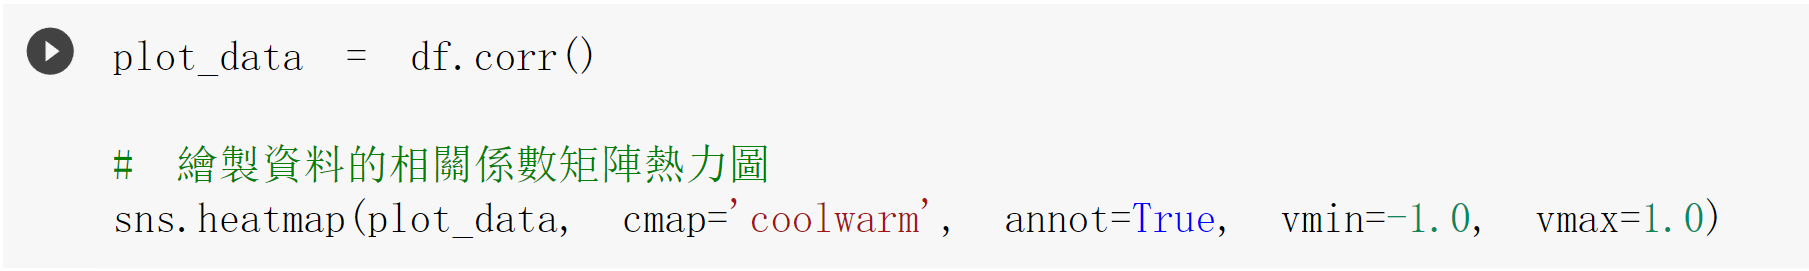 plot_data = df.corr()
# 繪製資料的相關係數矩陣熱力圖
sns.heatmap(plot_data, cmap='coolwarm', annot=True, vmin=-1.0, vmax=1.0)